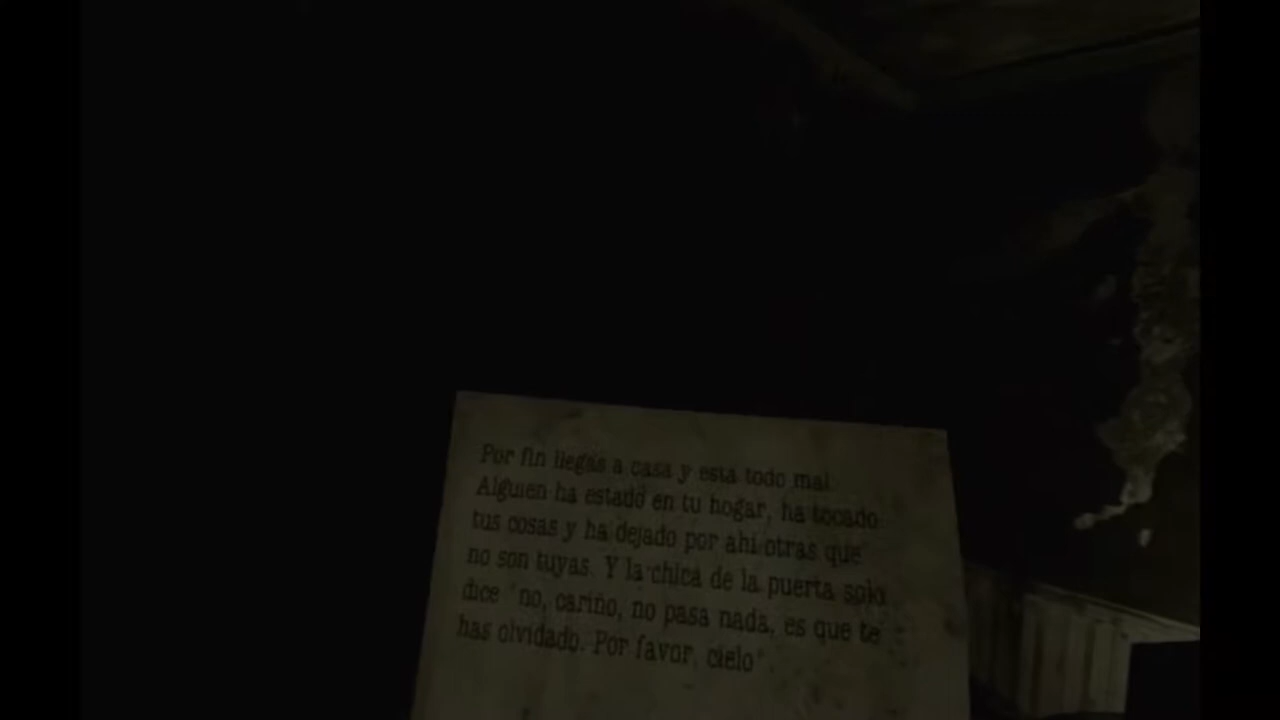 Por fin llegas a casa y esta todo mal.
Alguien ha estado en tu hogar, ha tocado
tus cosas y ha dejado por ahi otras que
no son tuyas. Y la chica de la puerta solo
dice "no, cariño, no pasa nada, es que te
has olvidado. Por favor, cielo".